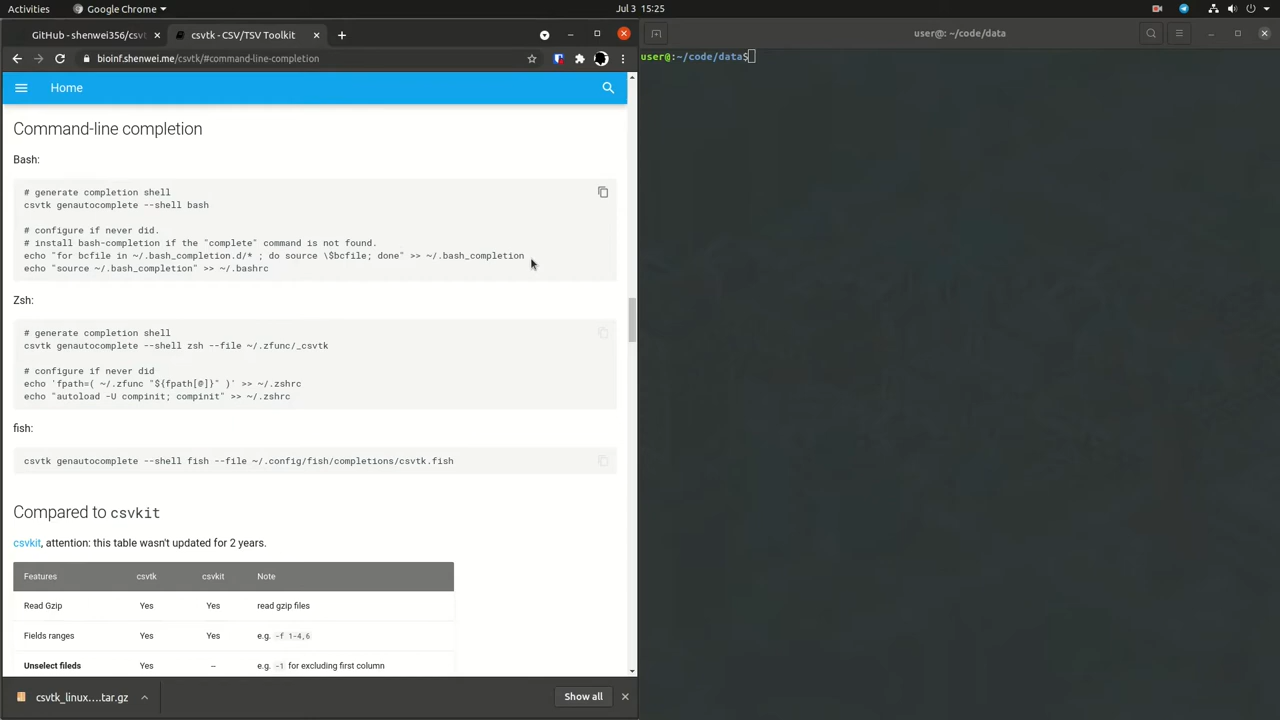 Activities
Google Chrome
Jul 3 15:25
GitHub - shenwei356/csv
csvtk - CSV/TSV Toolkit
user@: ~/code/data
bioinf.shenwei.me/csvtk/#command-line-completion
user@:~/code/data$
Home
Command-line completion
Bash:
# generate completion shell
csvtk genautocomplete --shell bash
# configure if never did.
# install bash-completion if the "complete" command is not found.
echo "for bcfile in ~/.bash_completion.d/* ; do source \$bcfile; done" >> ~/.bash_completion
echo "source ~/.bash_completion" >> ~/.bashrc
Zsh:
# generate completion shell
csvtk genautocomplete --shell zsh --file ~/.zfunc/_csvtk
# configure if never did
echo 'fpath=( ~/.zfunc "${fpath[@]}" )' >> ~/.zshrc
echo "autoload -U compinit; compinit" >> ~/.zshrc
fish:
csvtk genautocomplete --shell fish --file ~/.config/fish/completions/csvtk.fish
Compared to csvkit
csvkit, attention: this table wasn't updated for 2 years.
Features csvtk csvkit Note
Read Gzip Yes Yes read gzip files
Fields ranges Yes Yes e.g. -f 1-4,6
Unselect fileds Yes -- e.g. -1 for excluding first column
csvtk_linux....tar.gz
Show all